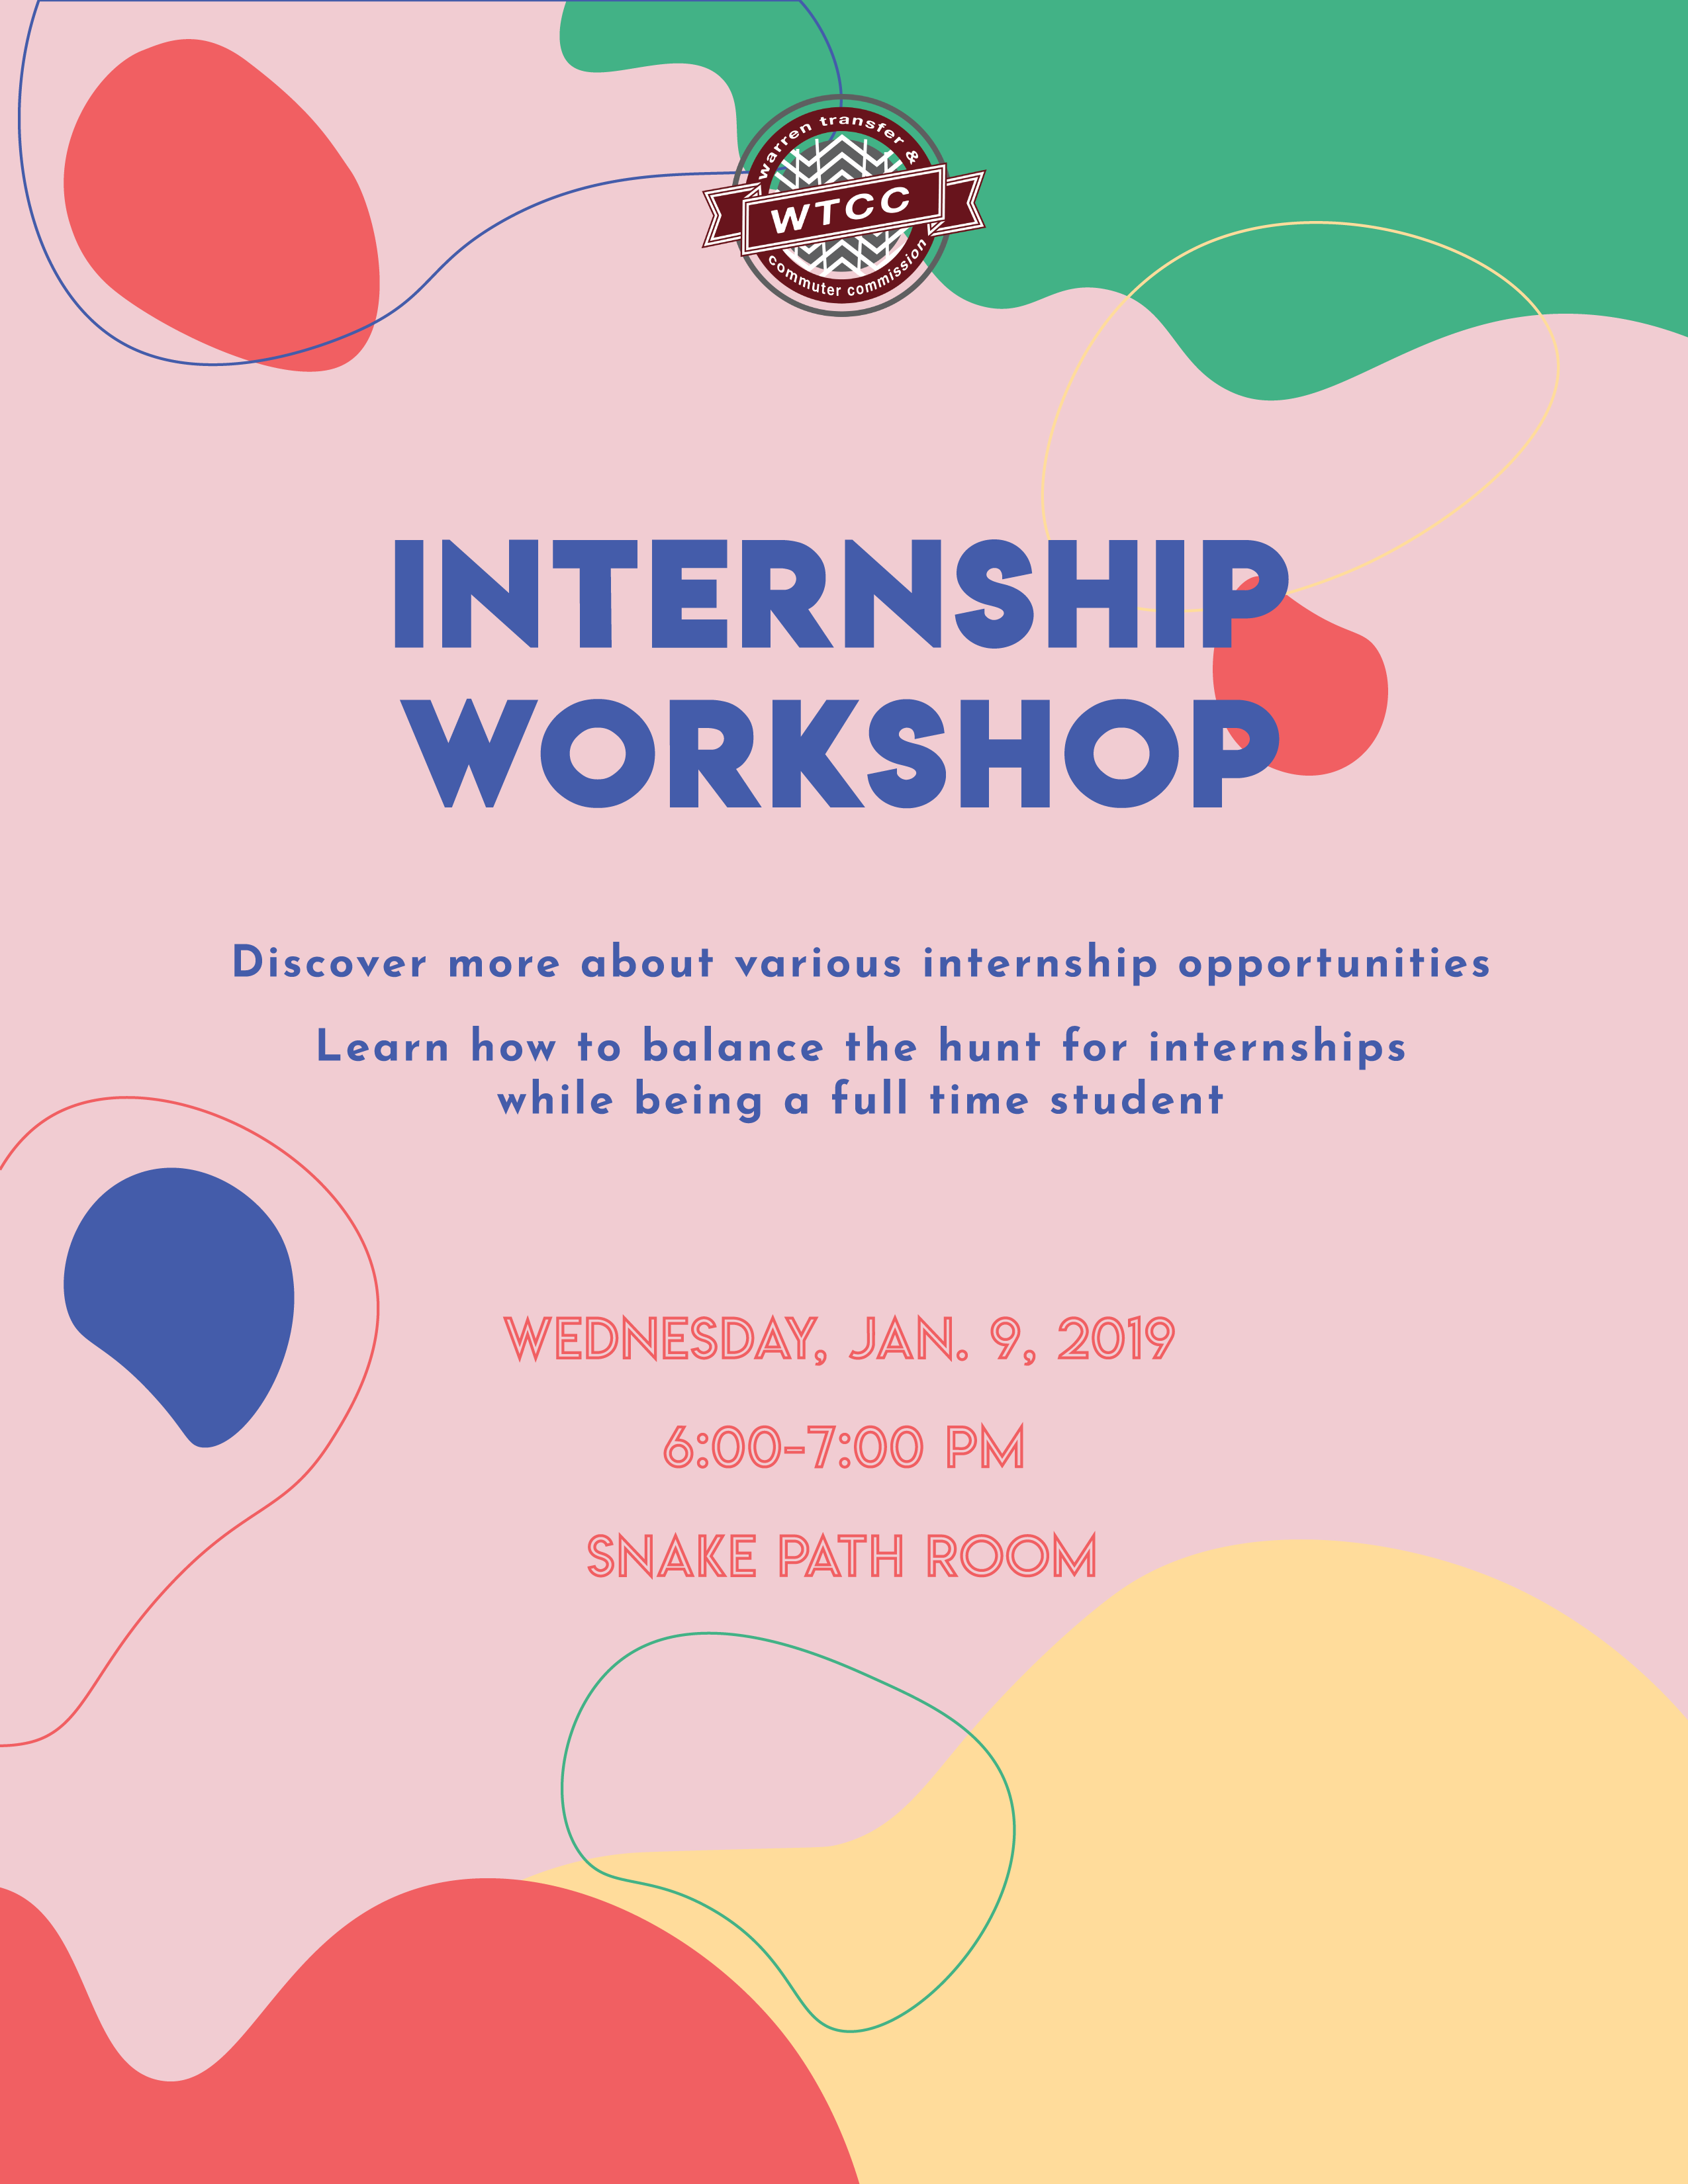 warren transfer &
WTCC
commuter commission
INTERNSHIP
WORKSHOP
Discover more about various internship opportunities
Learn how to balance the hunt for internships
while being a full time student
WEDNESDAY, JAN. 9, 2019
6:00-7:00 PM
SNAKE PATH ROOM